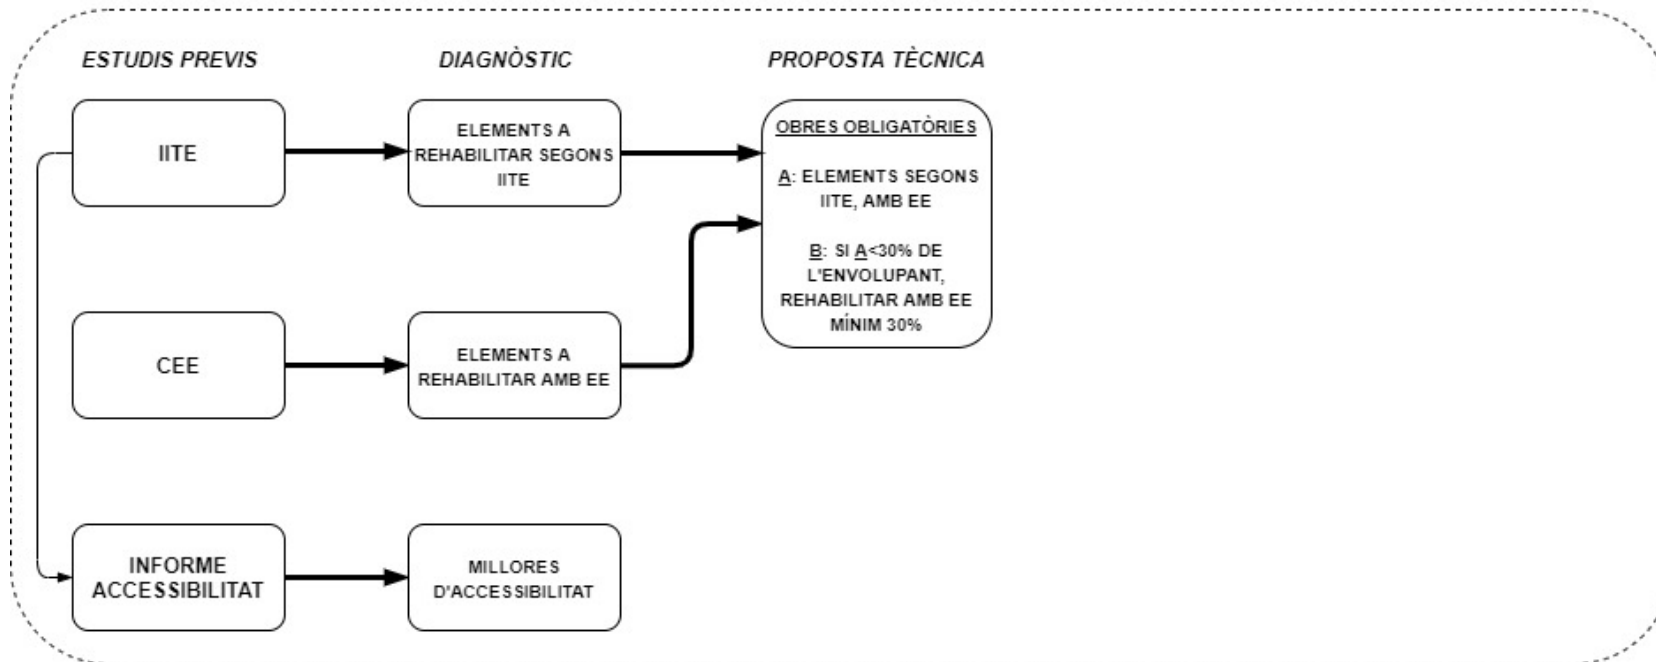 ESTUDIS PREVIS
DIAGNÒSTIC
PROPOSTA TÈCNICA
IITE
ELEMENTS A
REHABILITAR SEGONS
IITE
OBRES OBLIGATÒRIES
A: ELEMENTS SEGONS
IITE, AMB EE
B: SI A<30% DE
L'ENVOLUPANT,
REHABILITAR AMB EE
MÍNIM 30%
CEE
ELEMENTS A
REHABILITAR AMB EE
INFORME
ACCESSIBILITAT
MILLORES
D'ACCESSIBILITAT